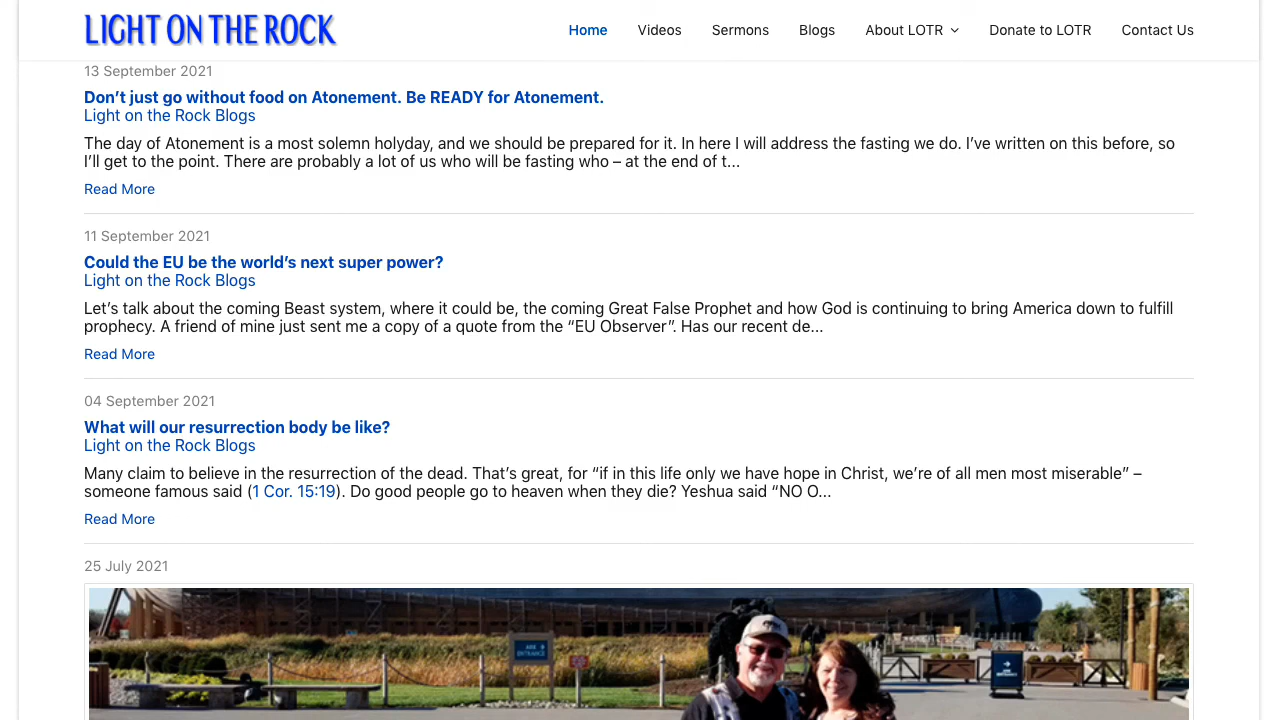 LIGHT ON THE ROCK
Home Videos Sermons Blogs About LOTR Donate to LOTR Contact Us
13 September 2021
Don’t just go without food on Atonement. Be READY for Atonement.
Light on the Rock Blogs
The day of Atonement is a most solemn holyday, and we should be prepared for it. In here I will address the fasting we do. I’ve written on this before, so
I’ll get to the point. There are probably a lot of us who will be fasting who – at the end of t...
Read More
11 September 2021
Could the EU be the world’s next super power?
Light on the Rock Blogs
Let’s talk about the coming Beast system, where it could be, the coming Great False Prophet and how God is continuing to bring America down to fulfill
prophecy. A friend of mine just sent me a copy of a quote from the “EU Observer”. Has our recent de...
Read More
04 September 2021
What will our resurrection body be like?
Light on the Rock Blogs
Many claim to believe in the resurrection of the dead. That’s great, for “if in this life only we have hope in Christ, we’re of all men most miserable” –
someone famous said (1 Cor. 15:19). Do good people go to heaven when they die? Yeshua said “NO O...
Read More
25 July 2021
ENTRANCE